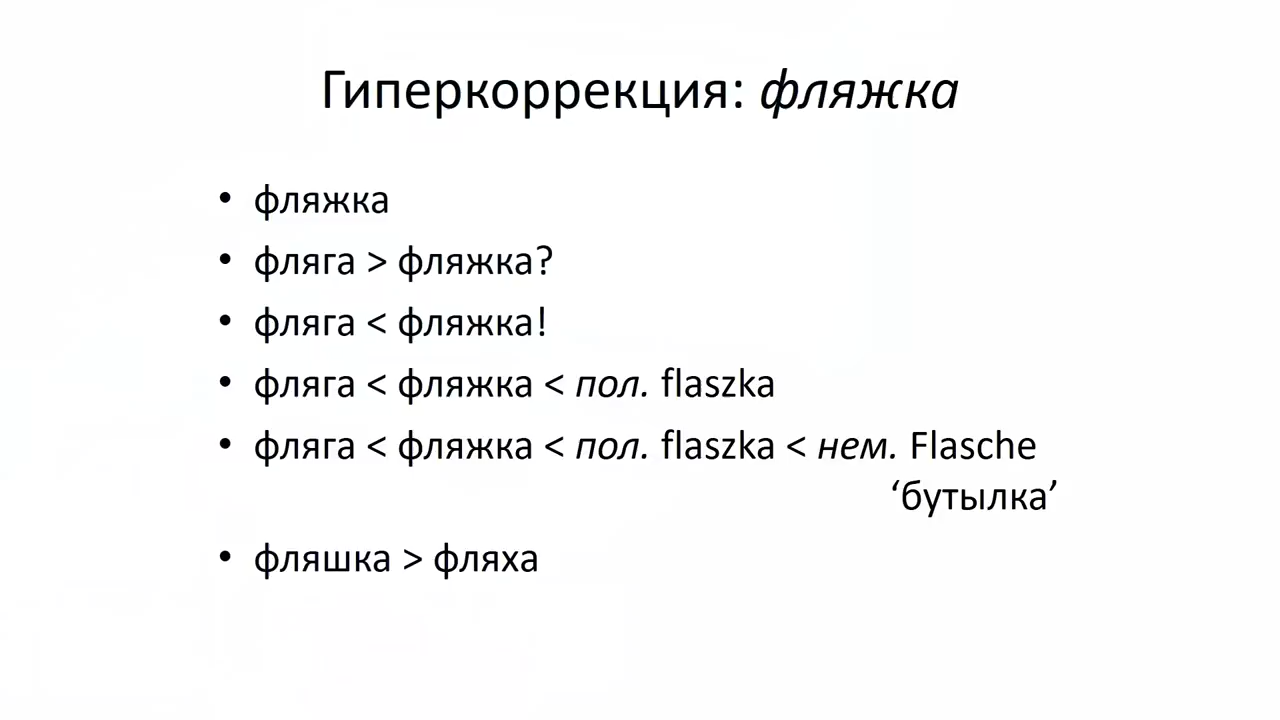 Гиперкоррекция: фляжка
• фляжка
• фляга > фляжка?
• фляга < фляжка!
• фляга < фляжка < пол. flaszka
• фляга < фляжка < пол. flaszka < нем. Flasche
‘бутылка’
• фляшка > фляха